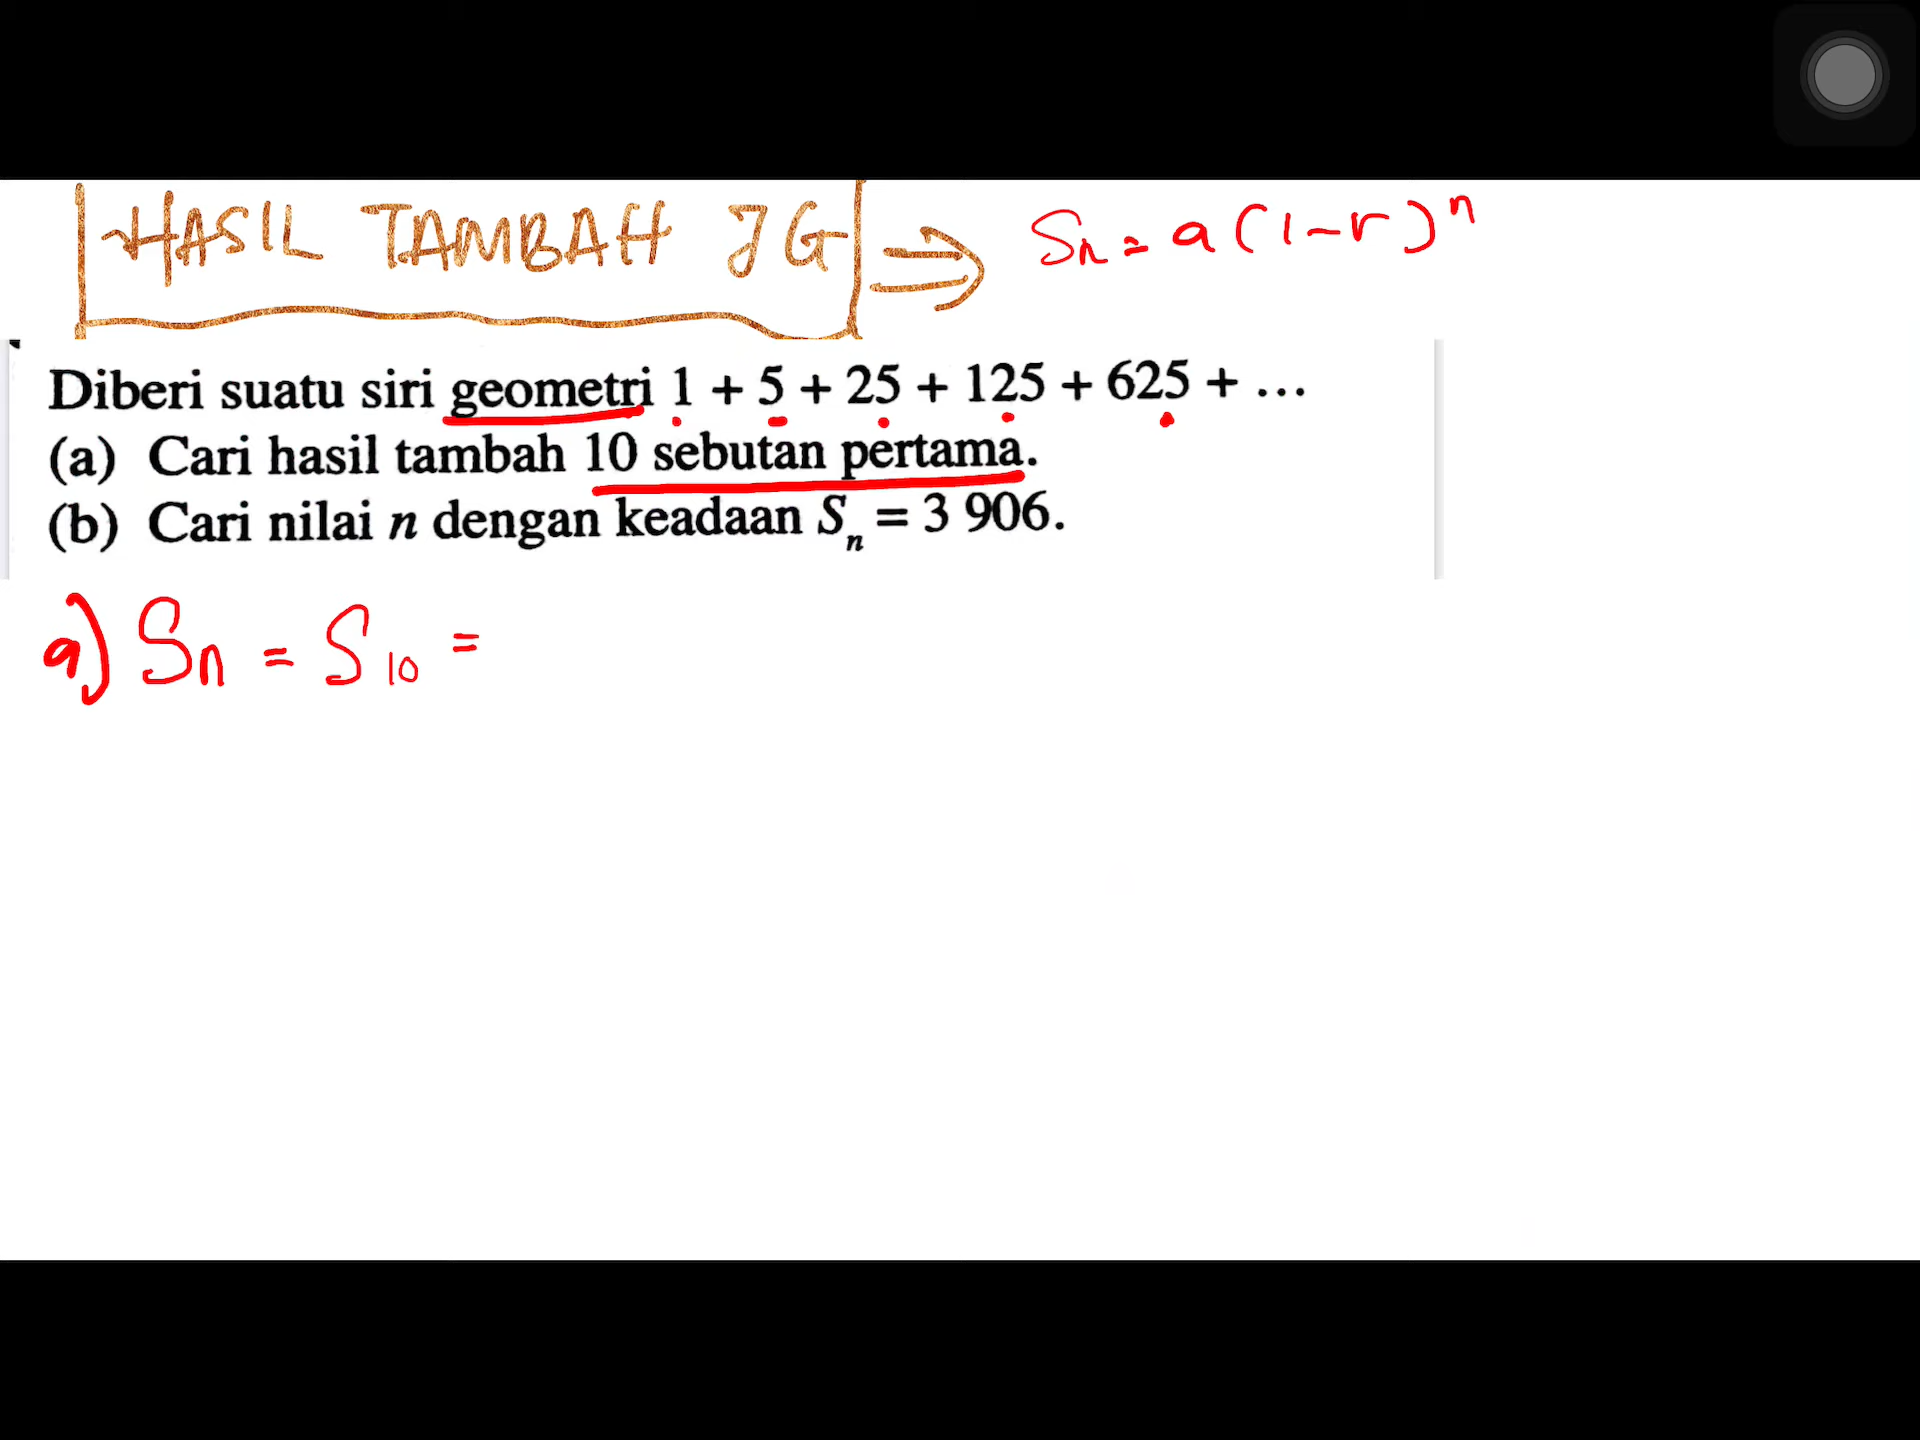 HASIL TAMBAH JG ⇒ Sn = a(1-r)ⁿ
Diberi suatu siri geometri 1 + 5 + 25 + 125 + 625 + ...
(a) Cari hasil tambah 10 sebutan pertama.
(b) Cari nilai n dengan keadaan Sₙ = 3 906.
a) Sn = S₁₀ =